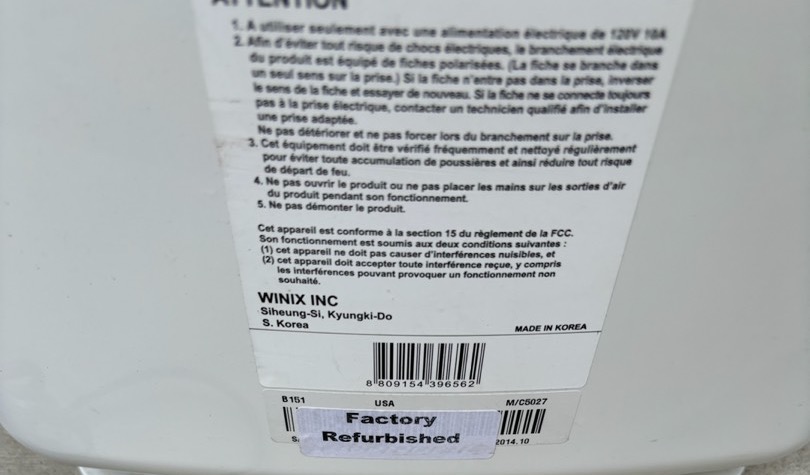 ATTENTION
1. A utiliser seulement avec une alimentation électrique de 120V 10A
2. Afin d'éviter tout risque de chocs électriques, le branchement électrique
du produit est équipé de fiches polarisées. (La fiche se branche dans
un seul sens sur la prise.) Si la fiche n'entre pas dans la prise, inverser
le sens de la fiche et essayer de nouveau. Si la fiche ne se connecte toujours
pas à la prise électrique, contacter un technicien qualifié afin d'installer
une prise adaptée.
Ne pas détériorer et ne pas forcer lors du branchement sur la prise.
3. Cet équipement doit être vérifié fréquemment et nettoyé régulièrement
pour éviter toute accumulation de poussières et ainsi réduire tout risque
de départ de feu.
4. Ne pas ouvrir le produit ou ne pas placer les mains sur les sorties d'air
du produit pendant son fonctionnement.
5. Ne pas démonter le produit.
Cet appareil est conforme à la section 15 du règlement de la FCC.
Son fonctionnement est soumis aux deux conditions suivantes :
(1) cet appareil ne doit pas causer d'interférences nuisibles, et
(2) cet appareil doit accepter toute interférence reçue, y compris
les interférences pouvant provoquer un fonctionnement non
souhaité.
WINIX INC
Siheung-Si, Kyungki-Do
S. Korea
MADE IN KOREA
8 809154 396562
B151 USA M/C5027
Factory
Refurbished
2014.10